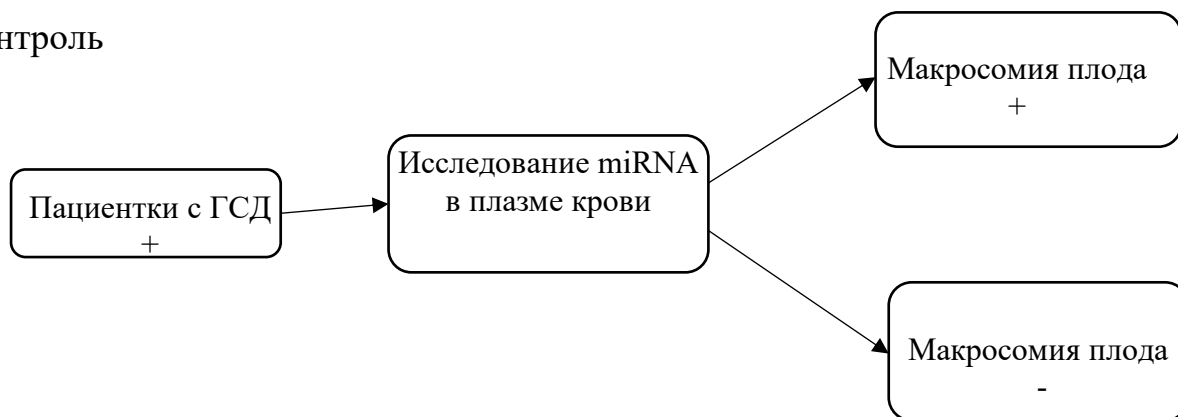 нтроль
Макросомия плода
+
Исследование miRNA
в плазме крови
Пациентки с ГСД
+
Макросомия плода
-